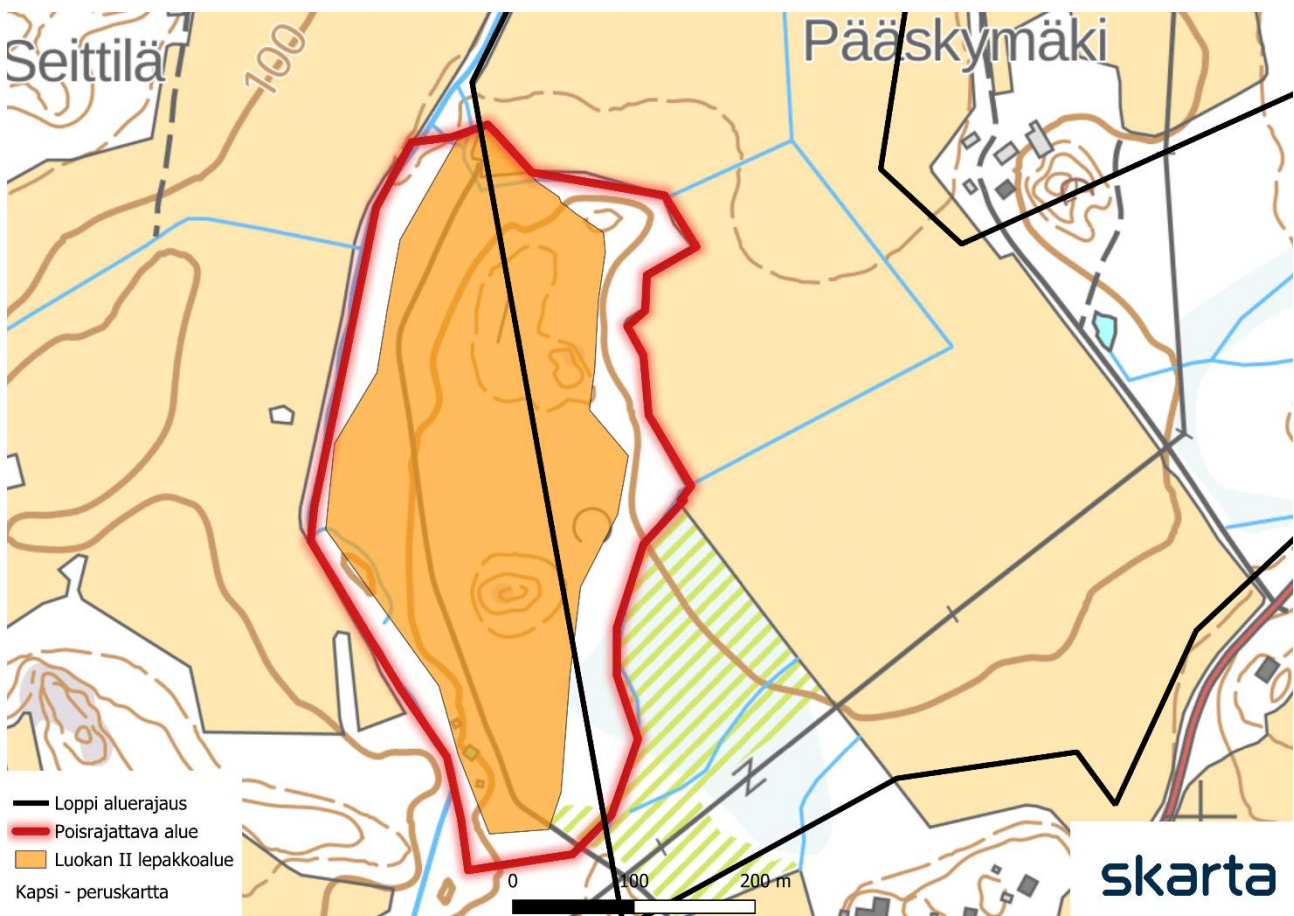 Seittilä
100
Pääskymäki
Loppi aluerajaus
Poisrajattava alue
Luokan II lepakkoalue
Kapsi - peruskartta
0 100 200 m
skarta